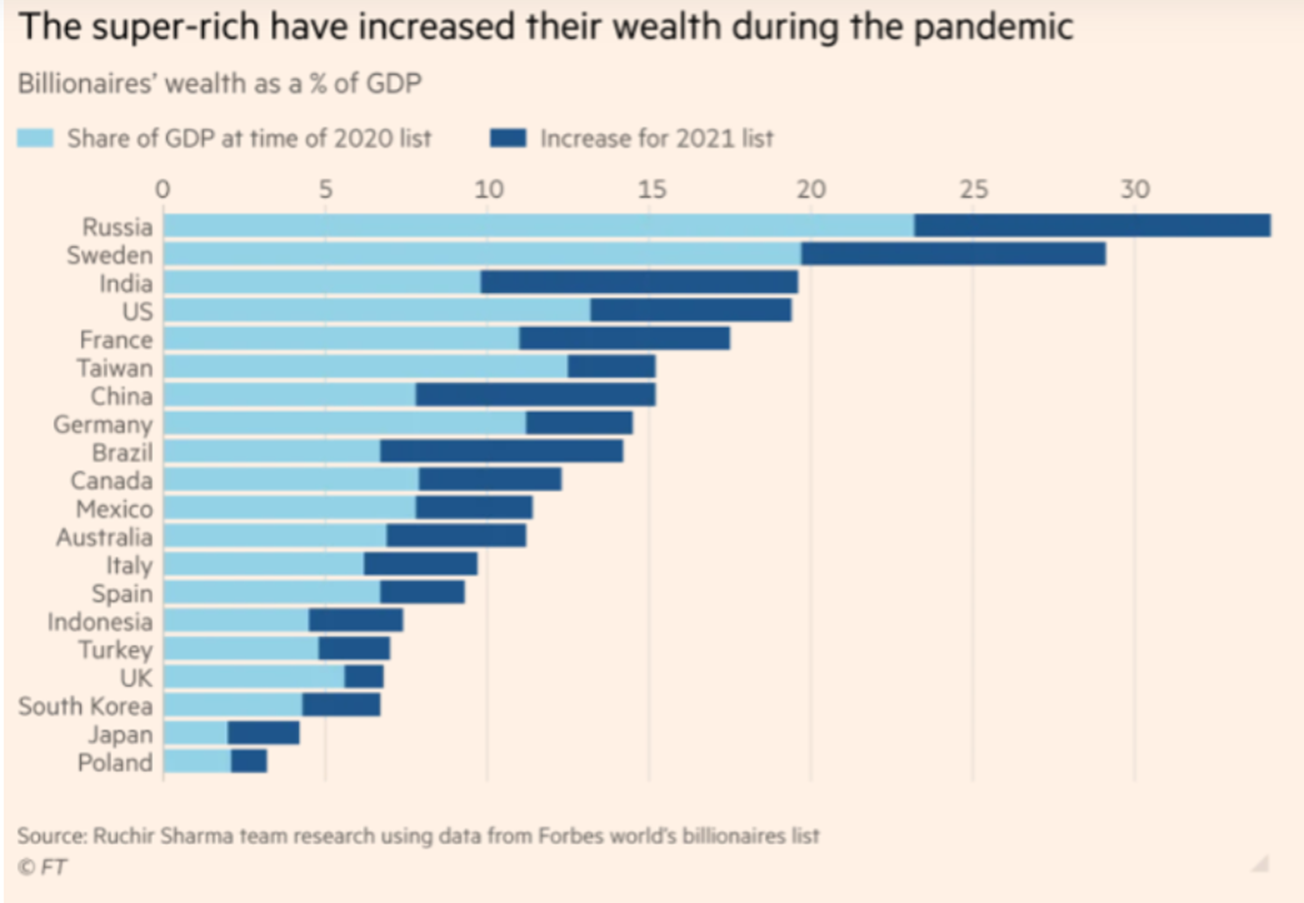 The super-rich have increased their wealth during the pandemic
Billionaires' wealth as a % of GDP
Share of GDP at time of 2020 list Increase for 2021 list
0 5 10 15 20 25 30
Russia
Sweden
India
US
France
Taiwan
China
Germany
Brazil
Canada
Mexico
Australia
Italy
Spain
Indonesia
Turkey
UK
South Korea
Japan
Poland
Source: Ruchir Sharma team research using data from Forbes world's billionaires list
© FT